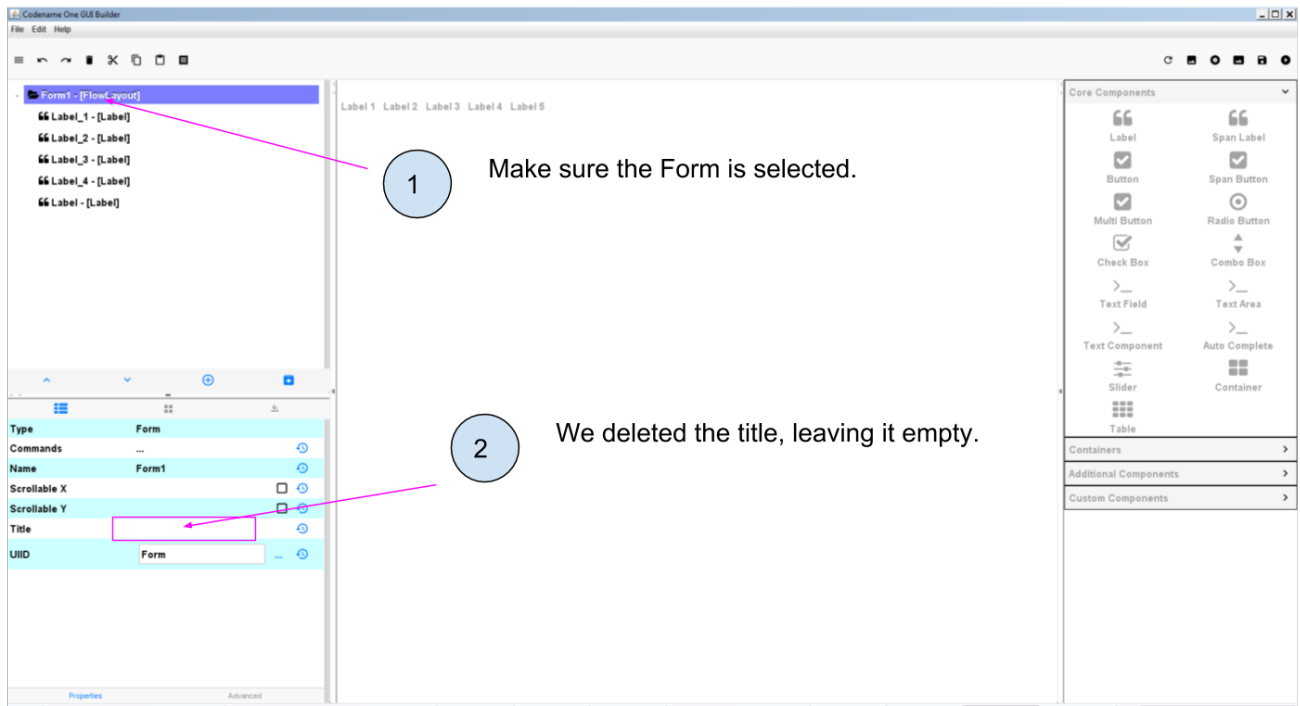 Codename One GUI Builder
File Edit Help
- Form1 - [FlowLayout]
Label_1 - [Label]
Label_2 - [Label]
Label_3 - [Label]
Label_4 - [Label]
Label - [Label]
Label 1 Label 2 Label 3 Label 4 Label 5
1
Make sure the Form is selected.
2
We deleted the title, leaving it empty.
Type Form
Commands ...
Name Form1
Scrollable X
Scrollable Y
Title
UIID Form ...
Properties Advanced
Core Components
Label Span Label
Button Span Button
Multi Button Radio Button
Check Box Combo Box
Text Field Text Area
Text Component Auto Complete
Slider Container
Table
Containers
Additional Components
Custom Components